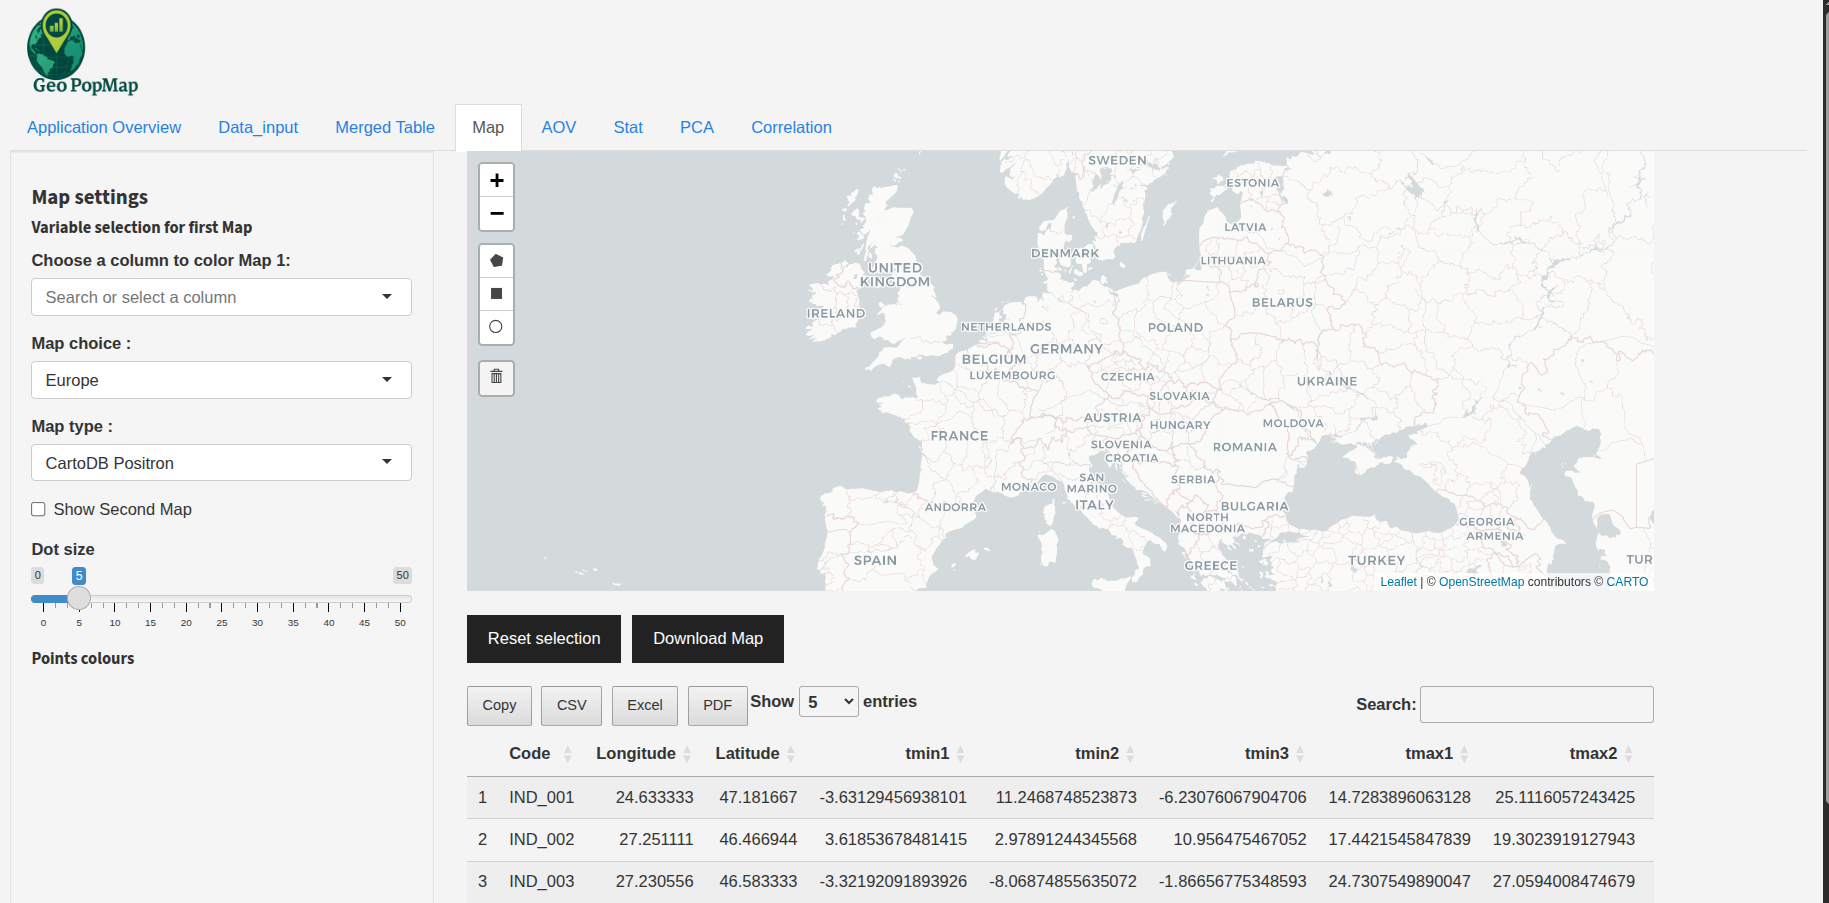 Geo PopMap
Application Overview Data_input Merged Table Map AOV Stat PCA Correlation
Map settings
Variable selection for first Map
Choose a column to color Map 1:
Search or select a column
Map choice :
Europe
Map type :
CartoDB Positron
Show Second Map
Dot size
0 5 50
0 5 10 15 20 25 30 35 40 45 50
Points colours
+
−
SWEDEN
ESTONIA
LATVIA
DENMARK
LITHUANIA
UNITED
KINGDOM
BELARUS
IRELAND
NETHERLANDS
POLAND
GERMANY
BELGIUM
LUXEMBOURG
CZECHIA
UKRAINE
SLOVAKIA
AUSTRIA
HUNGARY
MOLDOVA
FRANCE
SLOVENIA
ROMANIA
CROATIA
SAN
MARINO
SERBIA
MONACO
ITALY
ANDORRA
BULGARIA
NORTH
MACEDONIA
GEORGIA
ARMENIA
SPAIN
TURKEY
TUR
GREECE
Leaflet | © OpenStreetMap contributors © CARTO
Reset selection Download Map
Copy CSV Excel PDF Show 5 entries Search:
Code Longitude Latitude tmin1 tmin2 tmin3 tmax1 tmax2
1 IND_001 24.633333 47.181667 -3.63129456938101 11.2468748523873 -6.23076067904706 14.7283896063128 25.1116057243425
2 IND_002 27.251111 46.466944 3.61853678481415 2.97891244345568 10.956475467052 17.4421545847839 19.3023919127943
3 IND_003 27.230556 46.583333 -3.32192091893926 -8.06874855635072 -1.86656775348593 24.7307549890047 27.0594008474679